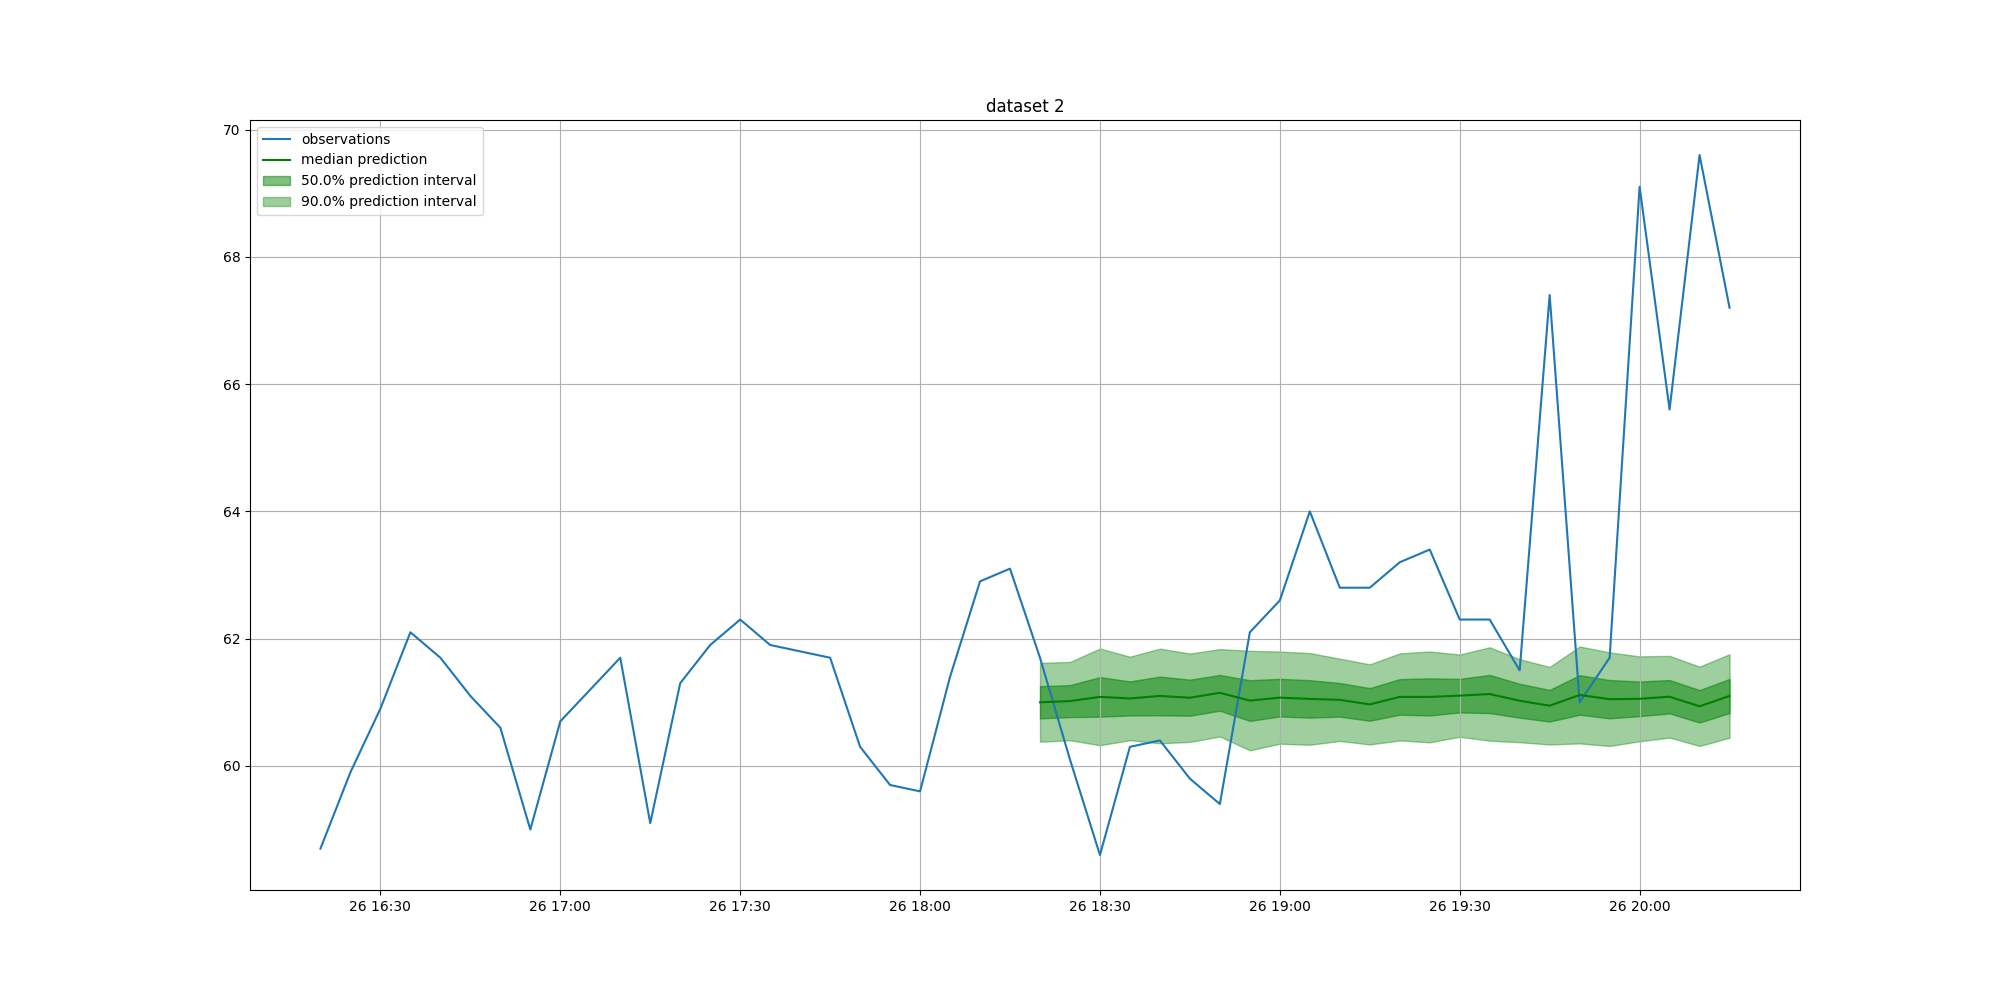 dataset 2
observations
median prediction
50.0% prediction interval
90.0% prediction interval
70
68
66
64
62
60
26 16:30 26 17:00 26 17:30 26 18:00 26 18:30 26 19:00 26 19:30 26 20:00